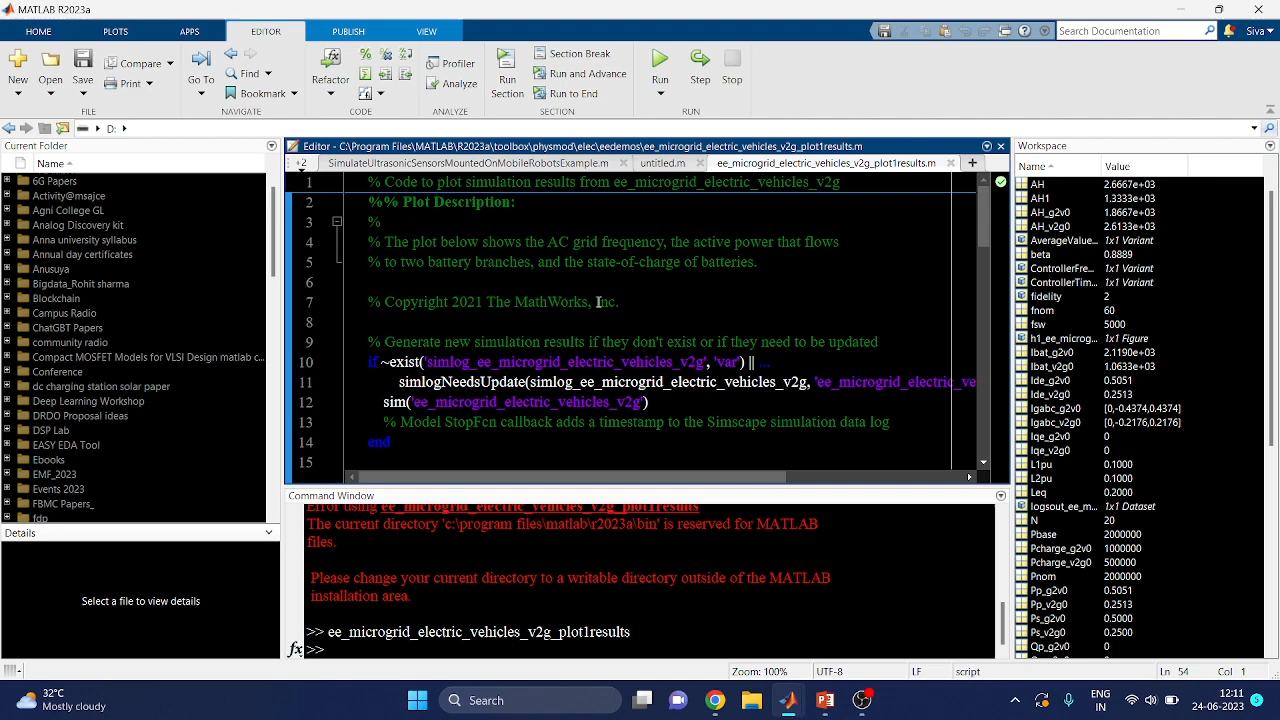 MATLAB R2023a
HOME PLOTS APPS EDITOR PUBLISH VIEW
Search Documentation
Siva
New Open Save Compare Print
FILE
Go To Find Bookmark
NAVIGATE
Refactor
CODE
Profiler Analyze
ANALYZE
Run Section Section Break Run and Advance Run to End
SECTION
Run Step Stop
RUN
D:
Current Folder
Name
6G Papers
Activity@msajce
Agni College GL
Analog Discovery kit
Anna university syllabus
Annual day certificates
Anusuya
Bigdata_Rohit sharma
Blockchain
Campus Radio
ChatGBT Papers
community radio
Compact MOSFET Models for VLSI Design matlab c...
Conference
dc charging station solar paper
Deep Learning Workshop
DRDO Proposal ideas
DSP Lab
EASY EDA Tool
Ebooks
EMF_2023
Events 2023
FBMC Papers_
fdp
Details
Select a file to view details
Editor - C:\Program Files\MATLAB\R2023a\toolbox\physmod\elec\eedemos\ee_microgrid_electric_vehicles_v2g_plot1results.m
+2 SimulateUltrasonicSensorsMountedOnMobileRobotsExample.m untitled.m ee_microgrid_electric_vehicles_v2g_plot1results.m
1 % Code to plot simulation results from ee_microgrid_electric_vehicles_v2g
2 %% Plot Description:
3 %
4 % The plot below shows the AC grid frequency, the active power that flows
5 % to two battery branches, and the state-of-charge of batteries.
6
7 % Copyright 2021 The MathWorks, Inc.
8
9 % Generate new simulation results if they don't exist or if they need to be updated
10 if ~exist('simlog_ee_microgrid_electric_vehicles_v2g', 'var') || ...
11 simlogNeedsUpdate(simlog_ee_microgrid_electric_vehicles_v2g, 'ee_microgrid_electric_ve
12 sim('ee_microgrid_electric_vehicles_v2g')
13 % Model StopFcn callback adds a timestamp to the Simscape simulation data log
14 end
15
Command Window
Error using ee_microgrid_electric_vehicles_v2g_plot1results
The current directory 'c:\program files\matlab\r2023a\bin' is reserved for MATLAB
files.
Please change your current directory to a writable directory outside of the MATLAB
installation area.
>> ee_microgrid_electric_vehicles_v2g_plot1results
fx >>
Workspace
Name Value
AH 2.6667e+03
AH1 1.3333e+03
AH_g2v0 1.8667e+03
AH_v2g0 2.6133e+03
AverageValue... 1x1 Variant
beta 0.8889
ControllerFre... 1x1 Variant
ControllerTim... 1x1 Variant
fidelity 2
fnom 60
fsw 5000
h1_ee_microg... 1x1 Figure
Ibat_g2v0 2.1190e+03
Ibat_v2g0 1.0633e+03
Ide_g2v0 0.5051
Ide_v2g0 0.2513
Igabc_g2v0 [0,-0.4374,0.4374]
Igabc_v2g0 [0,-0.2176,0.2176]
Iqe_g2v0 0
Iqe_v2g0 0
L1pu 0.1000
L2pu 0.1000
Leq 0.2000
logsout_ee_m... 1x1 Dataset
N 20
Pbase 2000000
Pcharge_g2v0 1000000
Pcharge_v2g0 500000
Pnom 2000000
Pp_g2v0 0.5051
Pp_v2g0 0.2513
Ps_g2v0 0.5000
Ps_v2g0 0.2500
Qp_g2v0 0
Zoom: 100% UTF-8 LF script Ln 54 Col 1
32°C
Mostly cloudy
Search
ENG
IN
12:11
24-06-2023
5